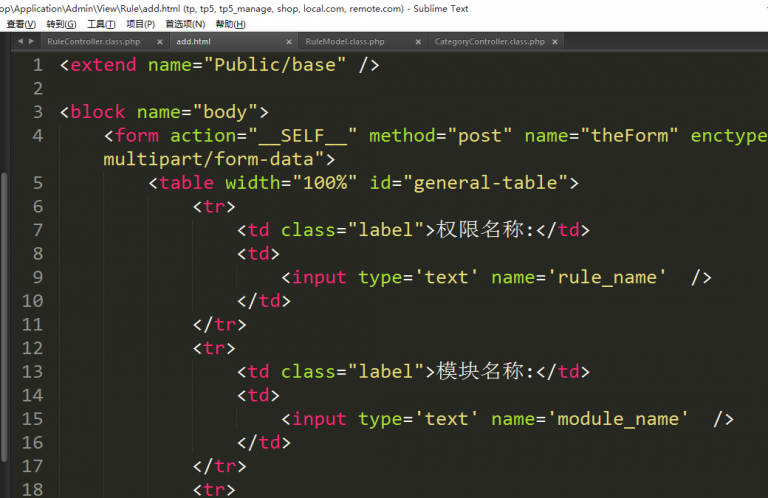 op\Application\Admin\View\Rule\add.html (tp, tp5, tp5_manage, shop, local.com, remote.com) - Sublime Text
查看(V) 转到(G) 工具(T) 项目(P) 首选项(N) 帮助(H)
RuleController.class.php × add.html × RuleModel.class.php × CategoryController.class.php ×
1 <extend name="Public/base" />
2
3 <block name="body">
4 <form action="__SELF__" method="post" name="theForm" enctype
multipart/form-data">
5 <table width="100%" id="general-table">
6 <tr>
7 <td class="label">权限名称:</td>
8 <td>
9 <input type='text' name='rule_name' />
10 </td>
11 </tr>
12 <tr>
13 <td class="label">模块名称:</td>
14 <td>
15 <input type='text' name='module_name' />
16 </td>
17 </tr>
18 <tr>